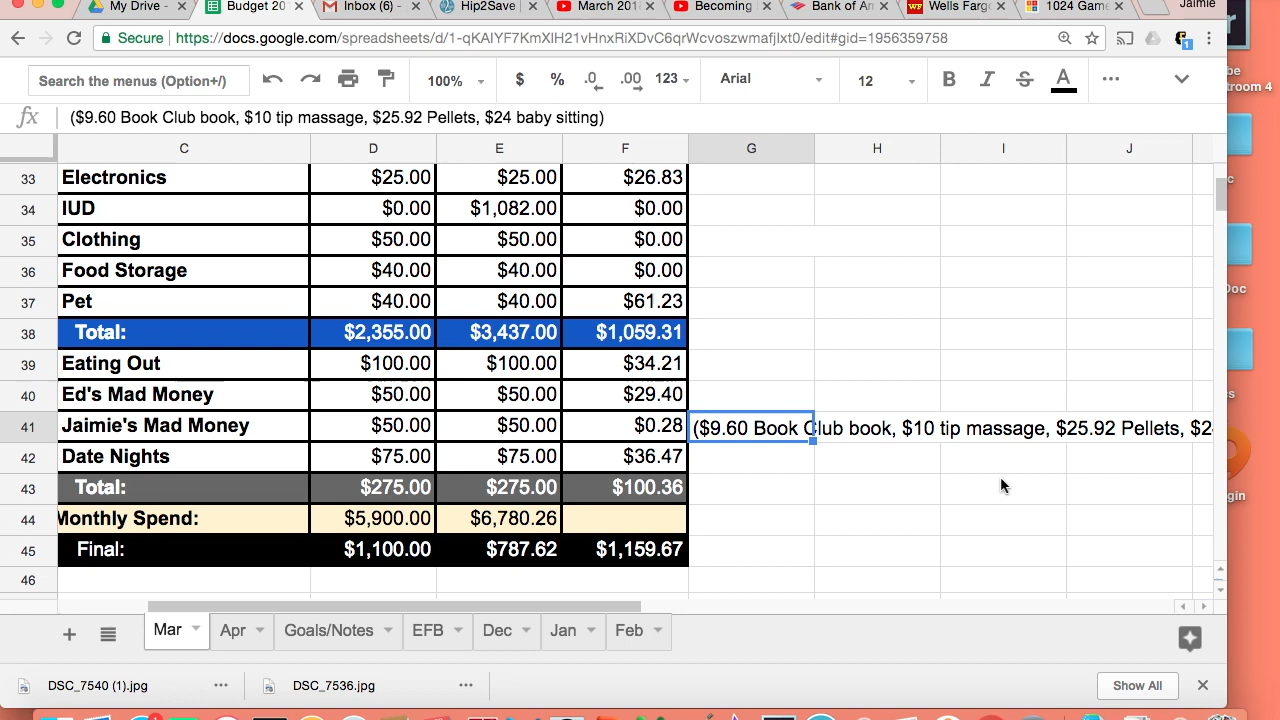 My Drive - × Budget 20 × Inbox (6) - × Hip2Save × March 201 × Becoming × Bank of Am × Wells Farg × 1024 Game × Jaimie
Secure https://docs.google.com/spreadsheets/d/1-qKAIYF7XmXIH21vHnxRiXDvC6qrWcvoszwmafjlxt0/edit#gid=1956359758
Search the menus (Option+/) 100% $ % .0 .00 123 Arial 12 B I S A
fx ($9.60 Book Club book, $10 tip massage, $25.92 Pellets, $24 baby sitting)
C D E F G H I J
33 Electronics $25.00 $25.00 $26.83
34 IUD $0.00 $1,082.00 $0.00
35 Clothing $50.00 $50.00 $0.00
36 Food Storage $40.00 $40.00 $0.00
37 Pet $40.00 $40.00 $61.23
38 Total: $2,355.00 $3,437.00 $1,059.31
39 Eating Out $100.00 $100.00 $34.21
40 Ed's Mad Money $50.00 $50.00 $29.40
41 Jaimie's Mad Money $50.00 $50.00 $0.28 ($9.60 Book Club book, $10 tip massage, $25.92 Pellets, $2
42 Date Nights $75.00 $75.00 $36.47
43 Total: $275.00 $275.00 $100.36
44 Monthly Spend: $5,900.00 $6,780.26
45 Final: $1,100.00 $787.62 $1,159.67
46
+ Mar Apr Goals/Notes EFB Dec Jan Feb
DSC_7540 (1).jpg DSC_7536.jpg Show All